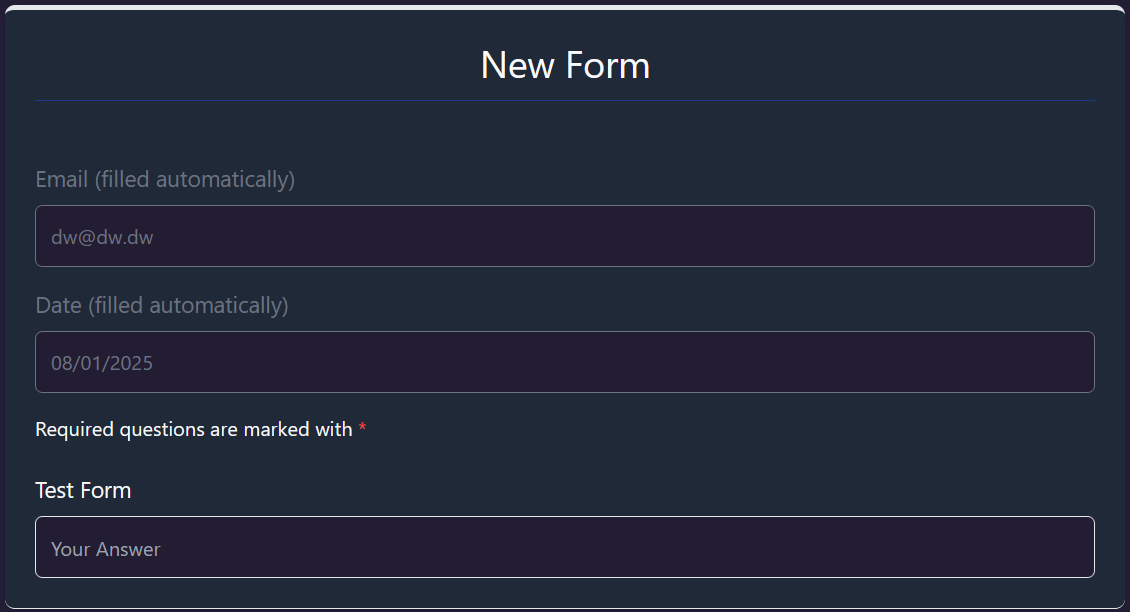 New Form
Email (filled automatically)
dw@dw.dw
Date (filled automatically)
08/01/2025
Required questions are marked with *
Test Form
Your Answer